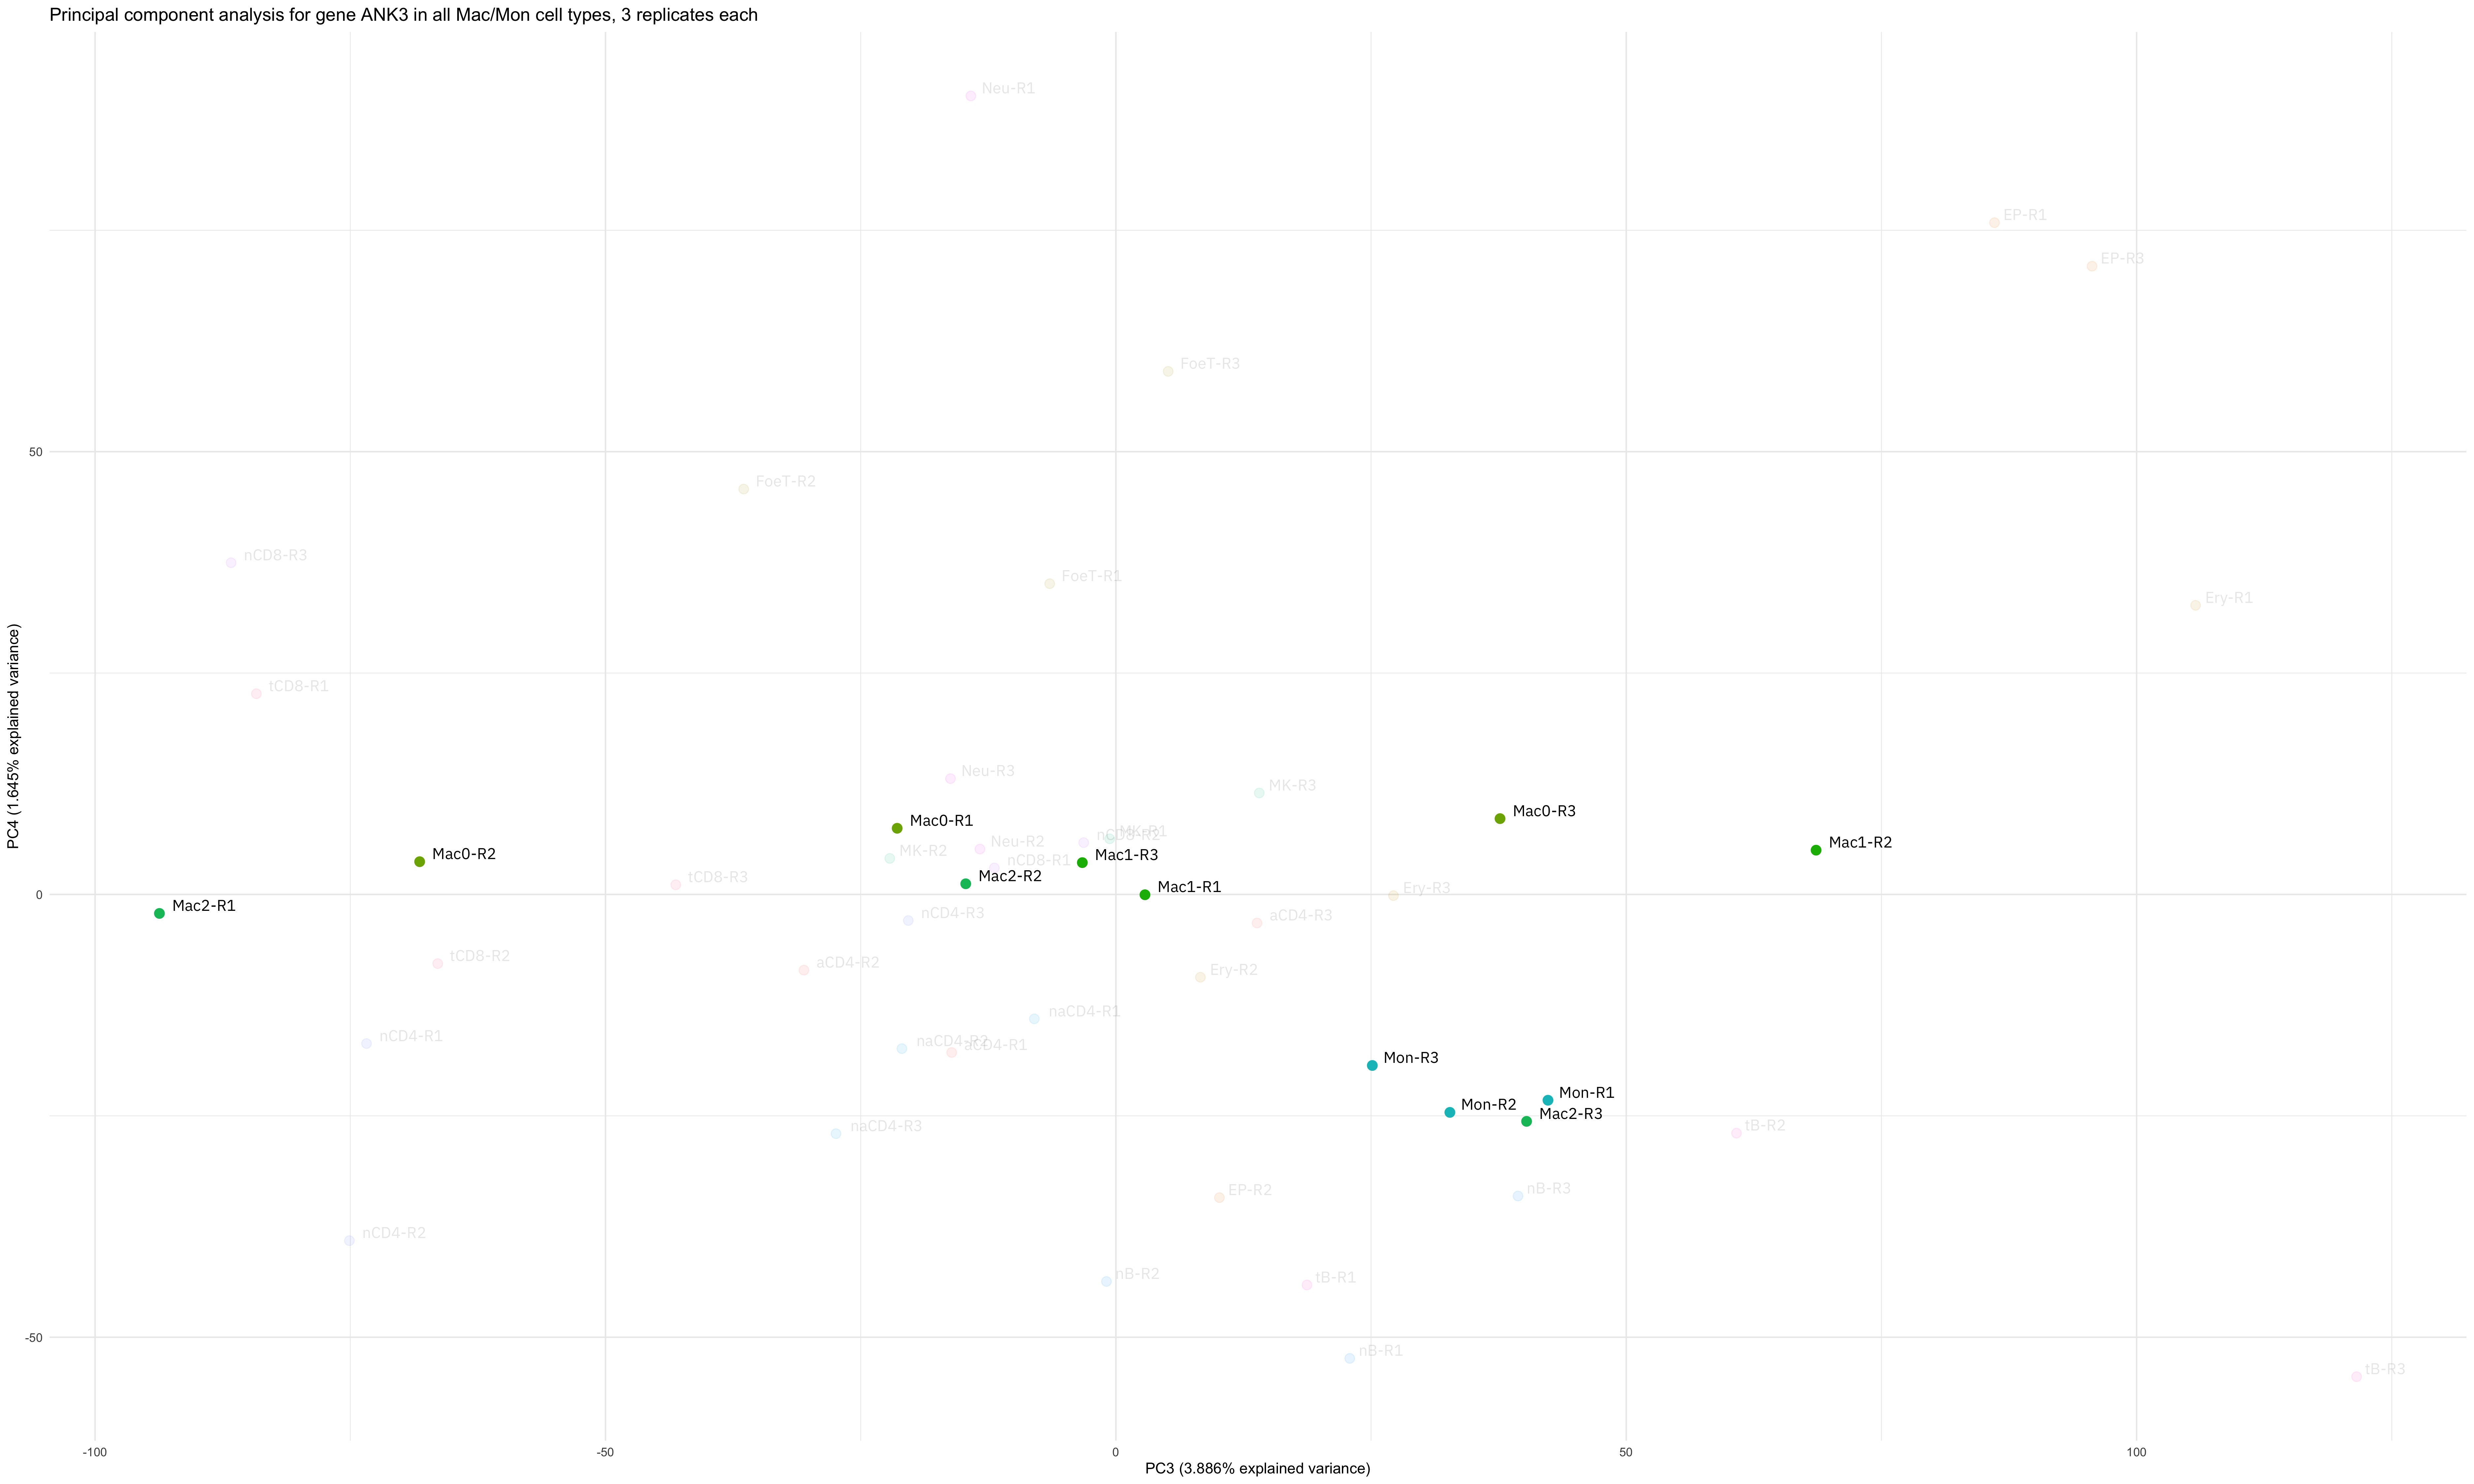 Principal component analysis for gene ANK3 in all Mac/Mon cell types, 3 replicates each
Neu-R1
EP-R1
EP-R3
FoeT-R3
50
FoeT-R2
nCD8-R3
FoeT-R1
Ery-R1
tCD8-R1
PC4 (1.645% explained variance)
Neu-R3
MK-R3
Mac0-R3
Mac0-R1
MK-R1
nCD8-R2
Neu-R2
Mac1-R2
MK-R2
Mac0-R2
Mac1-R3
nCD8-R1
tCD8-R3
Mac2-R2
Mac1-R1
Ery-R3
0
Mac2-R1
nCD4-R3
aCD4-R3
tCD8-R2
aCD4-R2
Ery-R2
naCD4-R1
nCD4-R1
naCD4-R2
aCD4-R1
Mon-R3
Mon-R1
Mon-R2
Mac2-R3
naCD4-R3
tB-R2
EP-R2
nB-R3
nCD4-R2
nB-R2
tB-R1
-50
nB-R1
tB-R3
-100
-50
0
50
100
PC3 (3.886% explained variance)